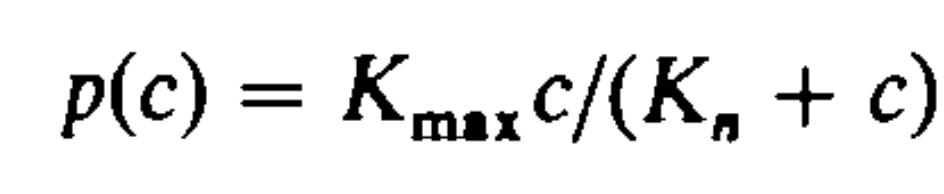 p(c) = K_max c/(K_n + c)